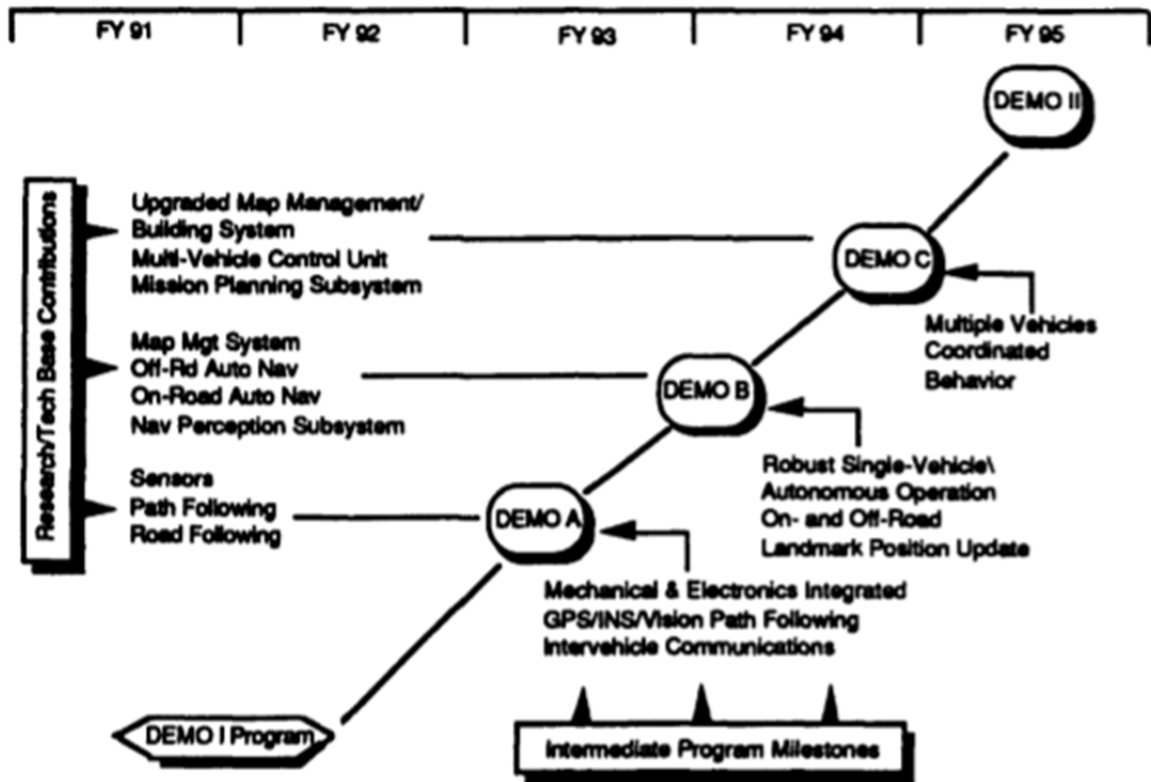 FY 91
FY 92
FY 93
FY 94
FY 95
DEMO II
Research/Tech Base Contributions
Upgraded Map Management/
Building System
Multi-Vehicle Control Unit
Mission Planning Subsystem
DEMO C
Multiple Vehicles
Coordinated
Behavior
Map Mgt System
Off-Rd Auto Nav
On-Road Auto Nav
Nav Perception Subsystem
DEMO B
Robust Single-Vehicle\
Autonomous Operation
On- and Off-Road
Landmark Position Update
Sensors
Path Following
Road Following
DEMO A
Mechanical & Electronics Integrated
GPS/INS/Vision Path Following
Intervehicle Communications
DEMO I Program
Intermediate Program Milestones